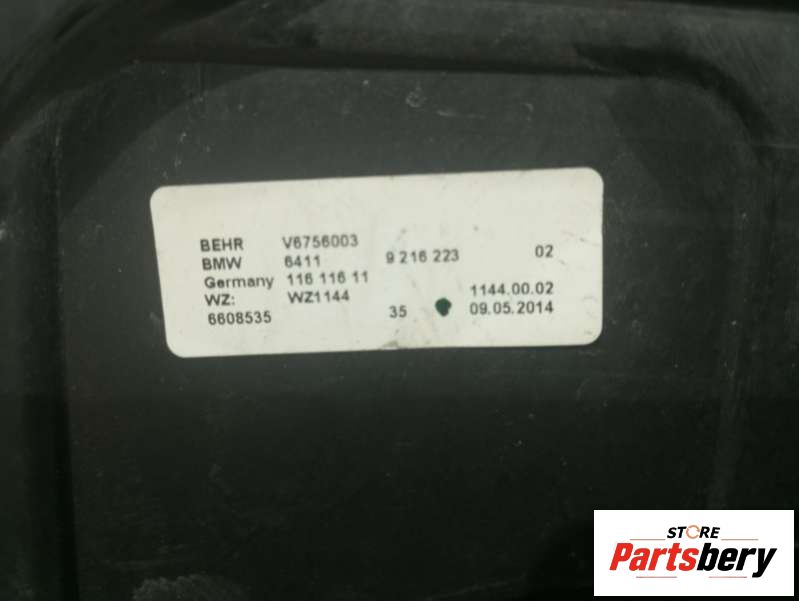 BEHR V6756003
BMW 6411 9 216 223 02
Germany 116 116 11
WZ: WZ1144 1144.00.02
6608535 35 09.05.2014
STORE
Partsbery